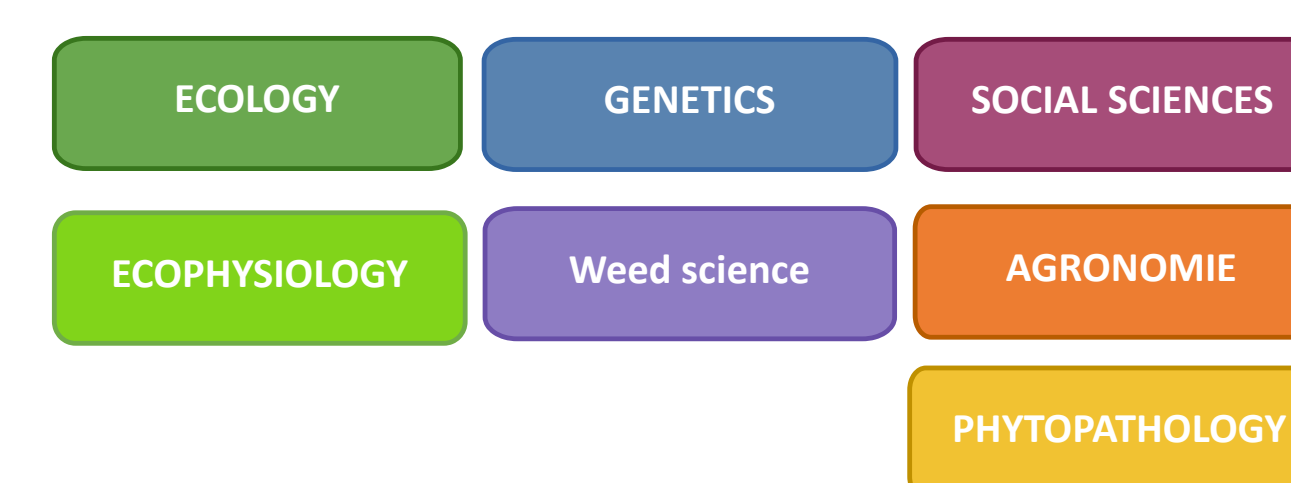 ECOLOGY
GENETICS
SOCIAL SCIENCES
ECOPHYSIOLOGY
Weed science
AGRONOMIE
PHYTOPATHOLOGY